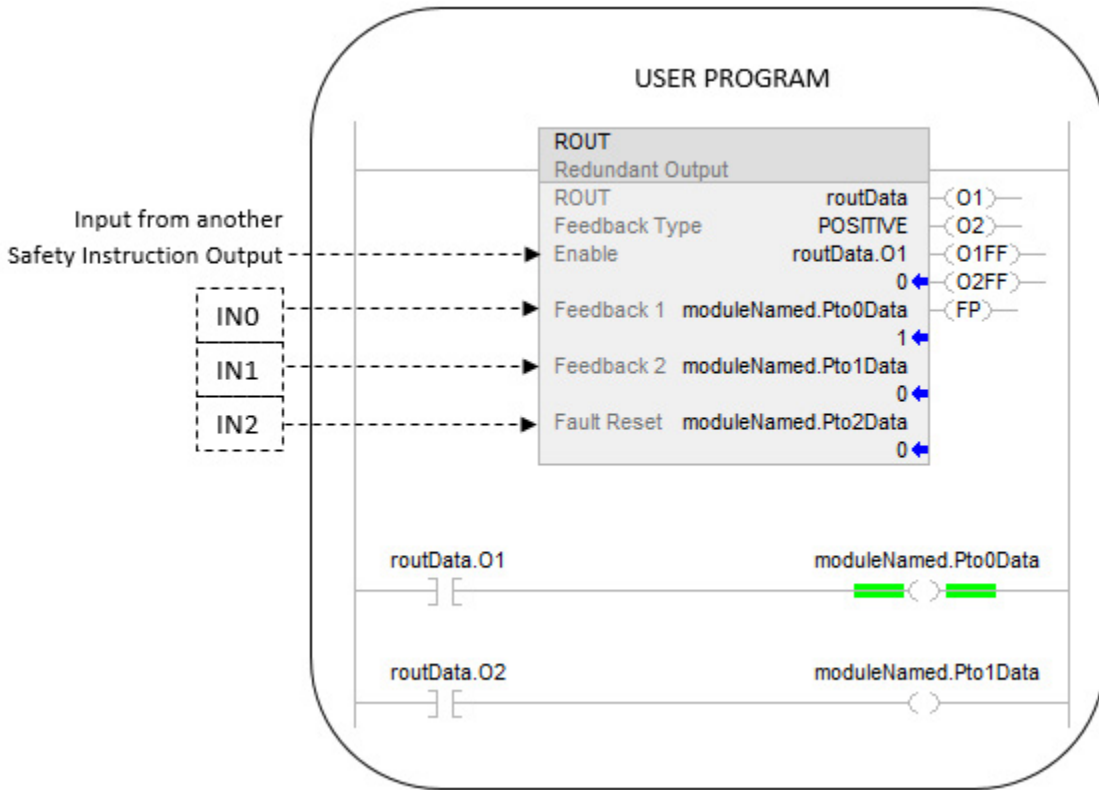 USER PROGRAM
ROUT
Redundant Output
ROUT routData (O1)
Feedback Type POSITIVE (O2)
Input from another
Safety Instruction Output
Enable routData.O1 (O1FF)
0 (O2FF)
IN0
Feedback 1 moduleNamed.Pto0Data (FP)
1
IN1
Feedback 2 moduleNamed.Pto1Data
0
IN2
Fault Reset moduleNamed.Pto2Data
0
routData.O1 moduleNamed.Pto0Data
routData.O2 moduleNamed.Pto1Data